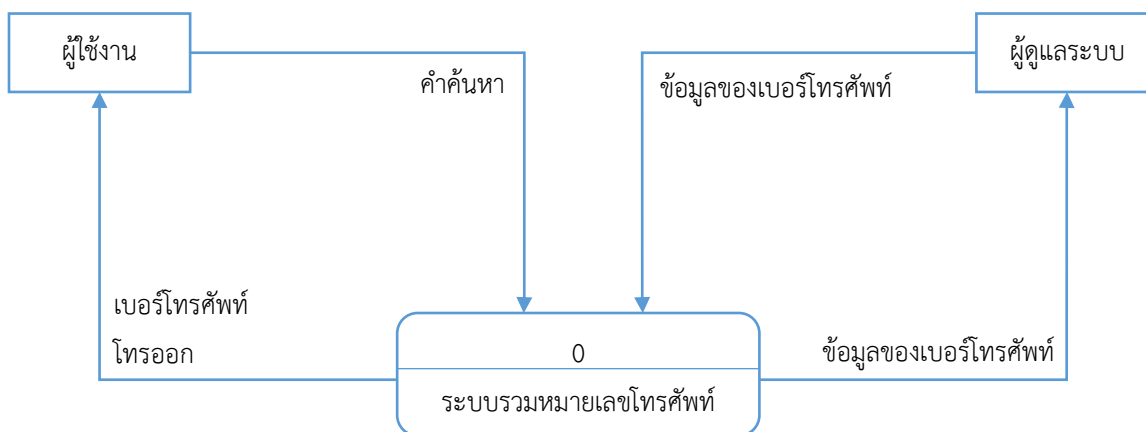 ผู้ใช้งาน
ผู้ดูแลระบบ
คำค้นหา
ข้อมูลของเบอร์โทรศัพท์
เบอร์โทรศัพท์
โทรออก
0
ข้อมูลของเบอร์โทรศัพท์
ระบบรวมหมายเลขโทรศัพท์